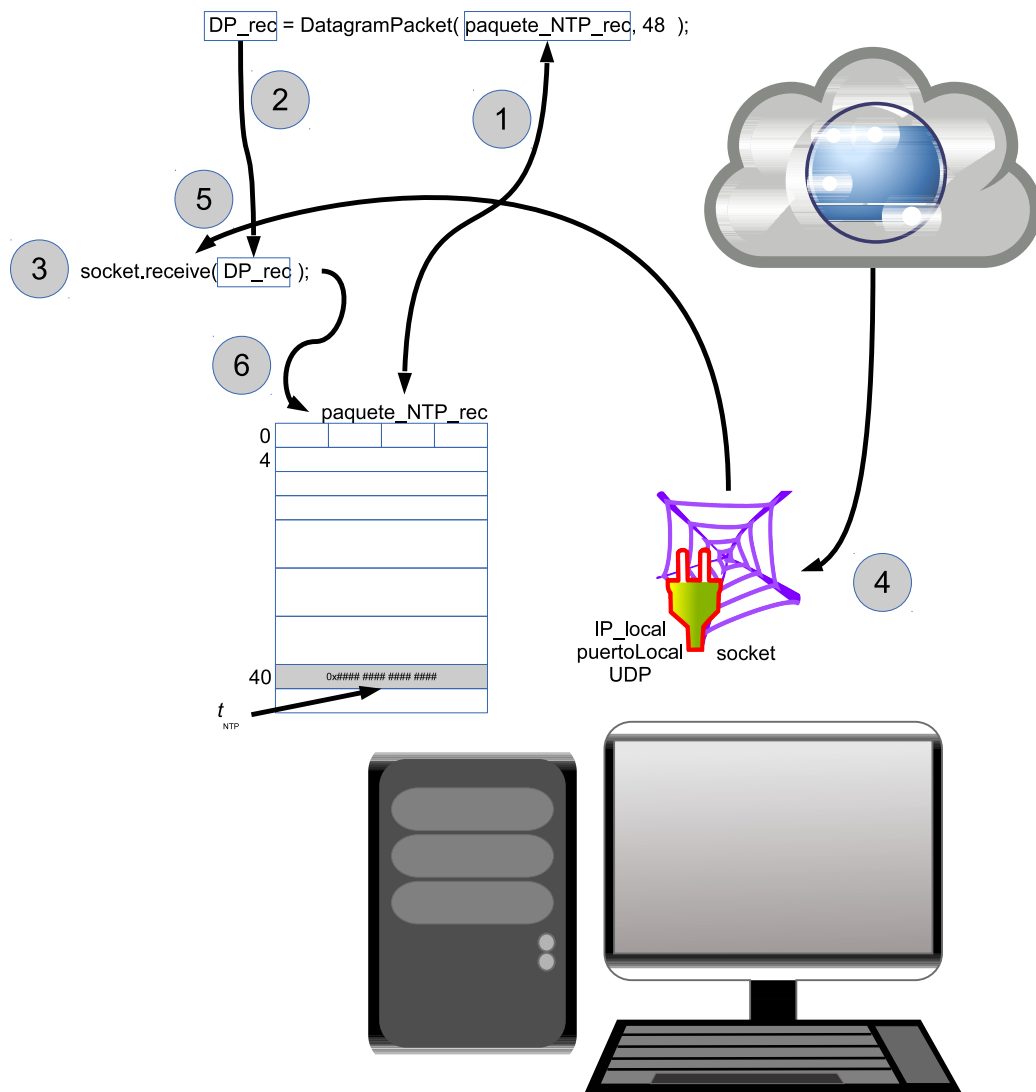 DP_rec = DatagramPacket( paquete_NTP_rec, 48 );
2
1
5
3
socket.receive( DP_rec );
6
paquete_NTP_rec
0
4
4
IP_local
puertoLocal
UDP
socket
40
0x#### #### #### ####
t NTP